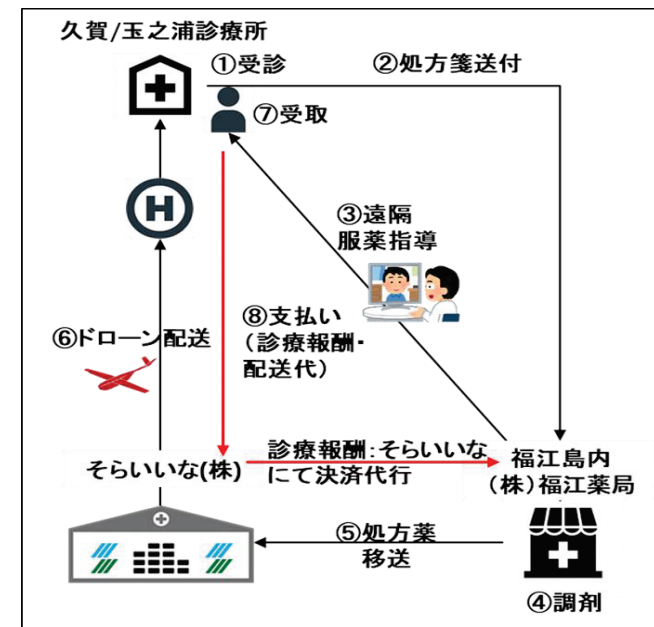 久賀/玉之浦診療所
①受診
②処方箋送付
⑦受取
③遠隔
服薬指導
H
⑧支払い
(診療報酬・
配送代)
⑥ドローン配送
診療報酬:そらいいな
にて決済代行
そらいいな(株)
福江島内
(株)福江薬局
⑤処方薬
移送
④調剤